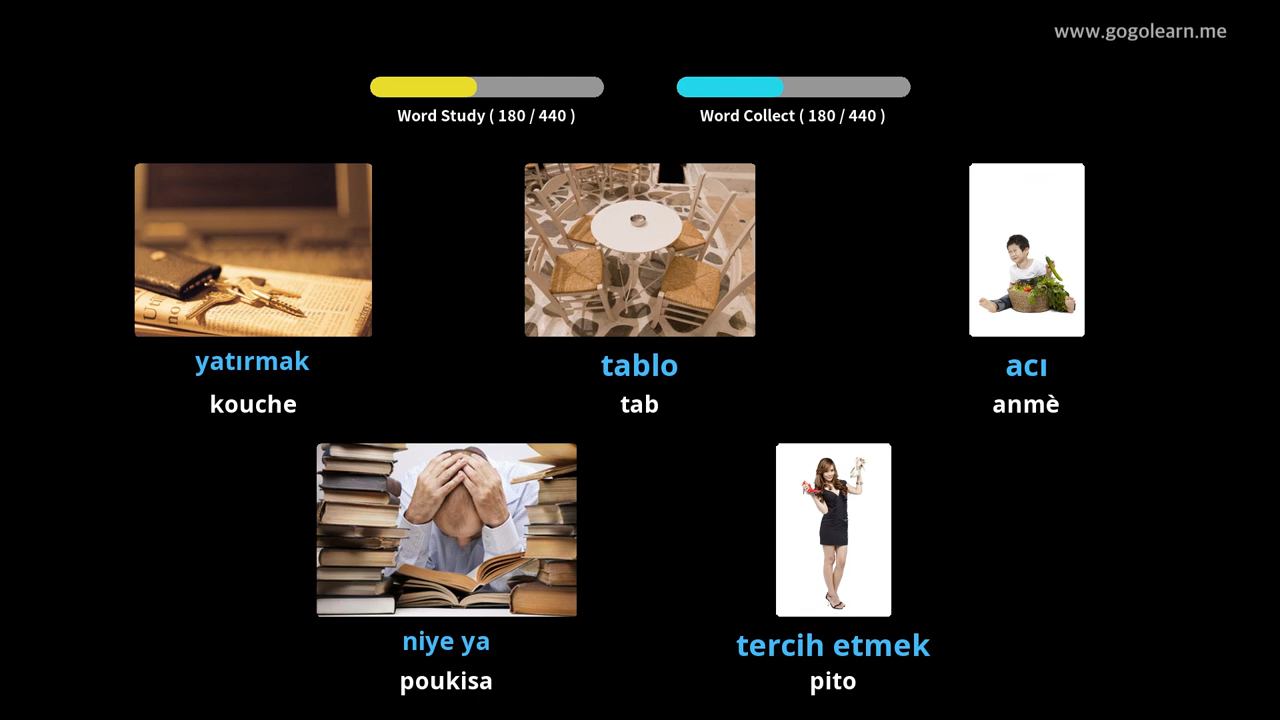 www.gogolearn.me
Word Study ( 180 / 440 )
Word Collect ( 180 / 440 )
yatırmak
kouche
tablo
tab
acı
anmè
niye ya
poukisa
tercih etmek
pito